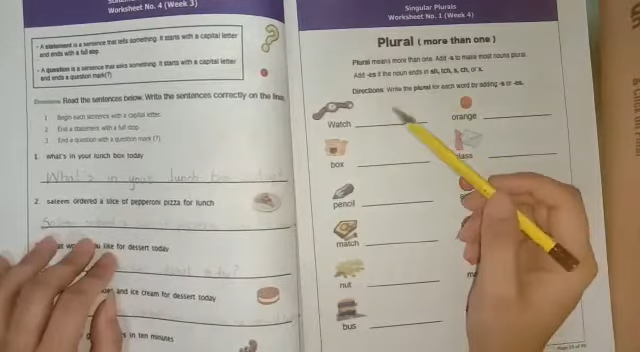 Worksheet No. 4 (Week 3)
- A statement is a sentence that tells something. It starts with a capital letter
and ends with a full stop.
- A question is a sentence that asks something. It starts with a capital letter
and ends a question mark(?)
Directions: Read the sentences below. Write the sentences correctly on the lines
1 Begin each sentence with a capital letter.
2 End a statement with a full stop.
3 End a question with a question mark (?)
1. what's in your lunch box today
What's in your lunch box
2. saleem ordered a slice of pepperoni pizza for lunch
you like for dessert today
and ice cream for dessert today
in ten minutes
Singular Plurals
Worksheet No. 1 (Week 4)
Plural ( more than one )
Plural means more than one. Add -s to make most nouns plural.
Add -es if the noun ends in sh, tch, s, ch, or x.
Directions: Write the plural for each word by adding -s or -es.
Watch
orange
box
pencil
match
nut
bus